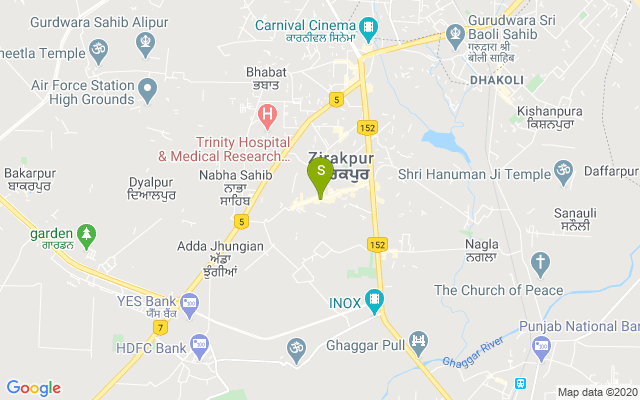 Gurdwara Sahib Alipur
Carnival Cinema
ਕਾਰਨੀਵਲ ਸਿਨੇਮਾ
Gurudwara Sri
Baoli Sahib
ਗੁਰਦੁਆਰਾ ਸ਼੍ਰੀ
ਬੋਲੀ ਸਾਹਿਬ
heetla Temple
Bhabat
ਭਬਾਤ
DHAKOLI
Air Force Station
High Grounds
5
Kishanpura
ਕਿਸ਼ਨਪੁਰਾ
152
Trinity Hospital
& Medical Research...
Zirakpur
S
Nabha Sahib
ਨਾਭਾ
ਸਾਹਿਬ
Shri Hanuman Ji Temple
Daffarpur
Bakarpur
ਬਾਕਰਪੁਰ
Dyalpur
ਦਿਆਲਪੁਰ
Sanauli
ਸਨੌਲੀ
5
garden
ਗਾਰਡਨ
Adda Jhungian
ਅੱਡਾ
ਝੁੰਗੀਆਂ
152
Nagla
ਨਗਲਾ
The Church of Peace
YES Bank
ਯੈੱਸ ਬੈਂਕ
INOX
7
Punjab National Bank
HDFC Bank
Ghaggar Pull
Ghaggar River
Google
Map data ©2020